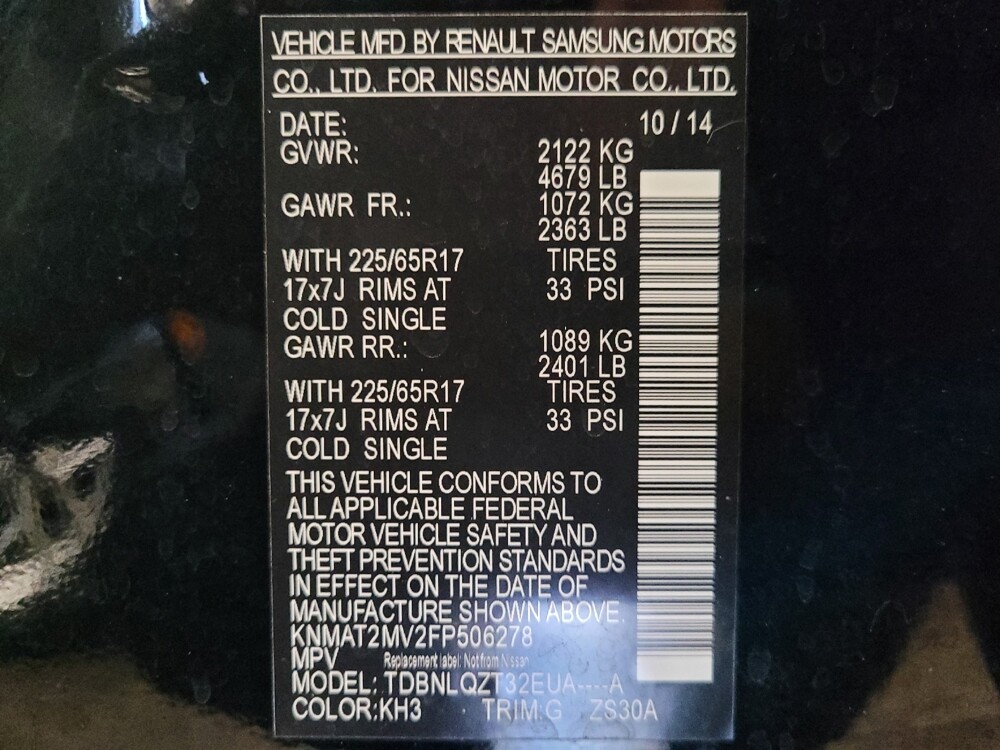 VEHICLE MFD BY RENAULT SAMSUNG MOTORS
CO., LTD. FOR NISSAN MOTOR CO., LTD.
DATE: 10 / 14
GVWR: 2122 KG
4679 LB
GAWR FR.: 1072 KG
2363 LB
WITH 225/65R17 TIRES
17x7J RIMS AT 33 PSI
COLD SINGLE
GAWR RR.: 1089 KG
2401 LB
WITH 225/65R17 TIRES
17x7J RIMS AT 33 PSI
COLD SINGLE
THIS VEHICLE CONFORMS TO
ALL APPLICABLE FEDERAL
MOTOR VEHICLE SAFETY AND
THEFT PREVENTION STANDARDS
IN EFFECT ON THE DATE OF
MANUFACTURE SHOWN ABOVE.
KNMAT2MV2FP506278
MPV Replacement label: Not from Nissan
MODEL: TDBNLQZT32EUA----A
COLOR:KH3 TRIM:G ZS30A